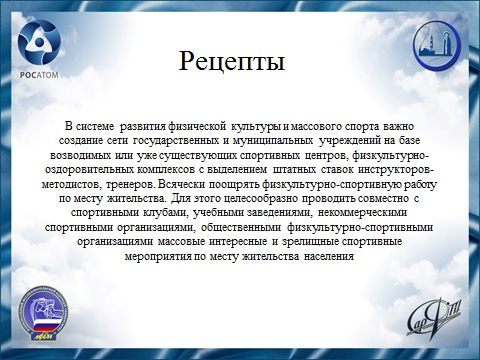 РОСАТОМ
Рецепты
В системе развития физической культуры и массового спорта важно
создание сети государственных и муниципальных учреждений на базе
возводимых или уже существующих спортивных центров, физкультурно-
оздоровительных комплексов с выделением штатных ставок инструкторов-
методистов, тренеров. Всячески поощрять физкультурно-спортивную работу
по месту жительства. Для этого целесообразно проводить совместно с
спортивными клубами, учебными заведениями, некоммерческими
спортивными организациями, общественными физкультурно-спортивными
организациями массовые интересные и зрелищные спортивные
мероприятия по месту жительства населения